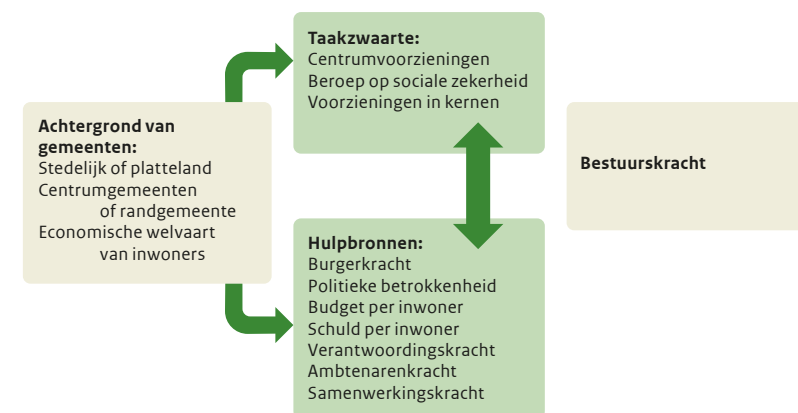 Taakzwaarte:
Centrumvoorzieningen
Beroep op sociale zekerheid
Voorzieningen in kernen
Achtergrond van
gemeenten:
Stedelijk of platteland
Centrumgemeenten
of randgemeente
Economische welvaart
van inwoners
Bestuurskracht
Hulpbronnen:
Burgerkracht
Politieke betrokkenheid
Budget per inwoner
Schuld per inwoner
Verantwoordingskracht
Ambtenarenkracht
Samenwerkingskracht